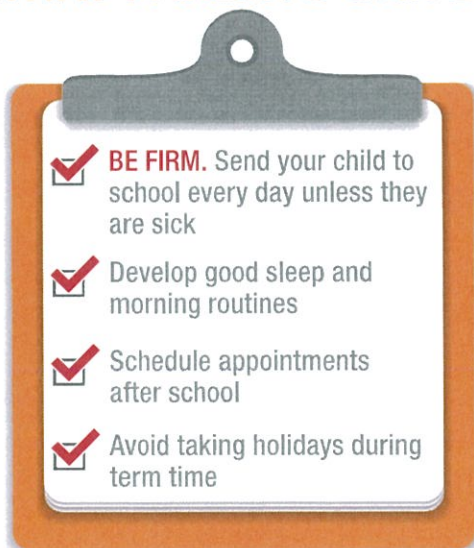 BE FIRM. Send your child to
school every day unless they
are sick
Develop good sleep and
morning routines
Schedule appointments
after school
Avoid taking holidays during
term time